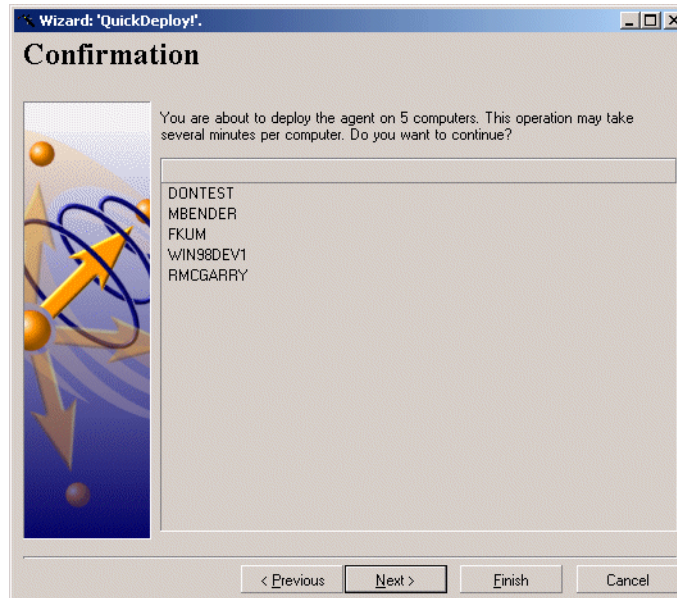 Wizard: 'QuickDeploy!'.
Confirmation
You are about to deploy the agent on 5 computers. This operation may take
several minutes per computer. Do you want to continue?
DONTEST
MBENDER
FKUM
WIN98DEV1
RMCGARRY
< Previous Next > Finish Cancel